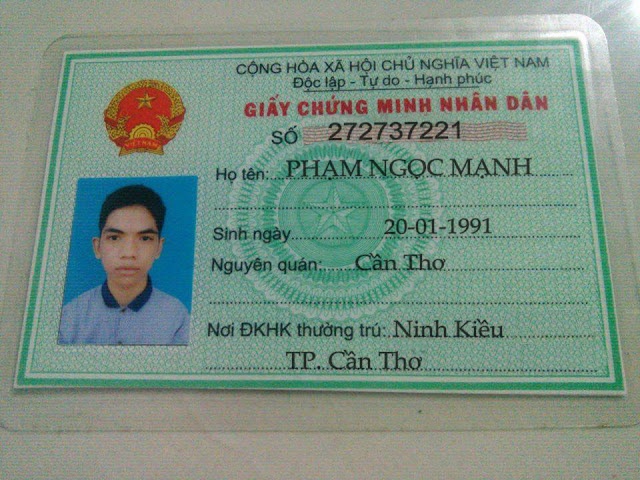 CỘNG HÒA XÃ HỘI CHỦ NGHĨA VIỆT NAM
Độc lập - Tự do - Hạnh phúc
GIẤY CHỨNG MINH NHÂN DÂN
SỐ 272737221
Họ tên: PHẠM NGỌC MẠNH
Sinh ngày 20-01-1991
Nguyên quán: Cần Thơ
Nơi ĐKHK thường trú: Ninh Kiều
TP. Cần Thơ
VIỆT NAM